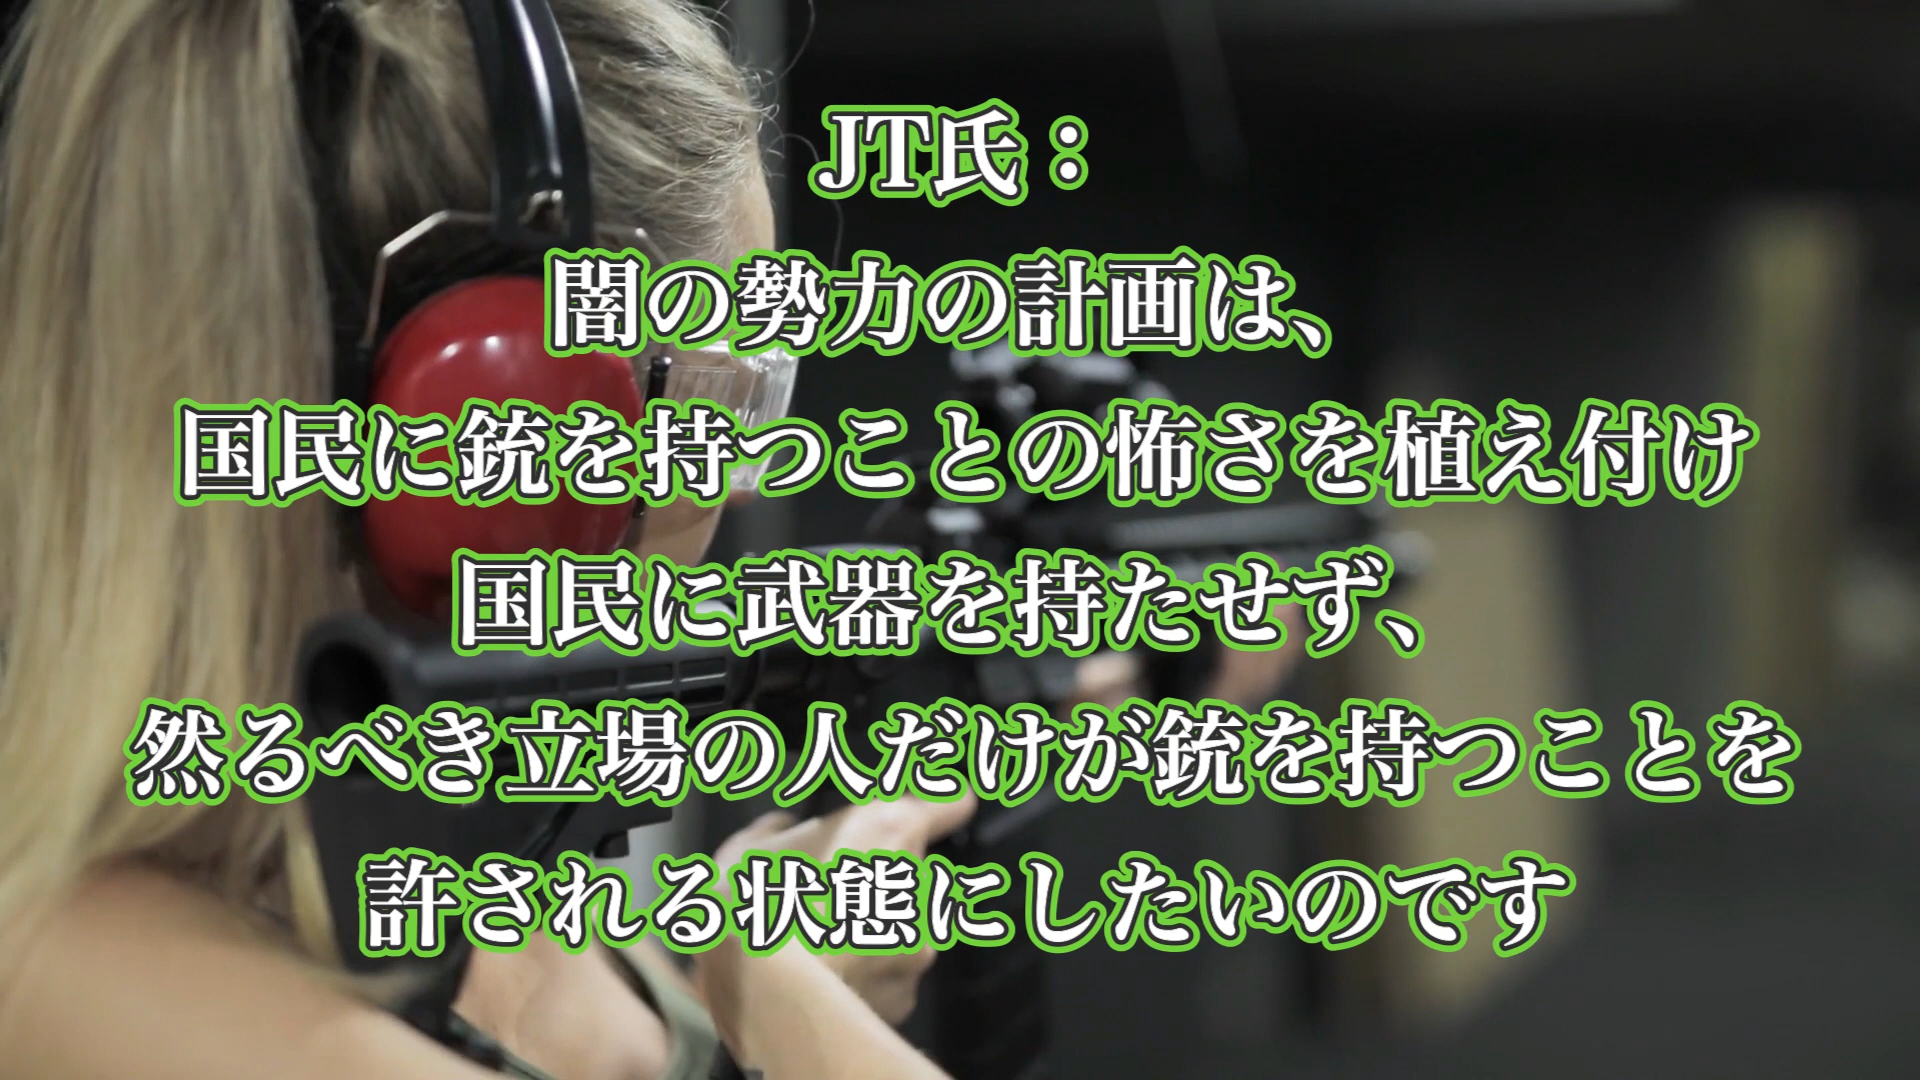 JT氏：
闇の勢力の計画は、
国民に銃を持つことの怖さを植え付け
国民に武器を持たせず、
然るべき立場の人だけが銃を持つことを
許される状態にしたいのです